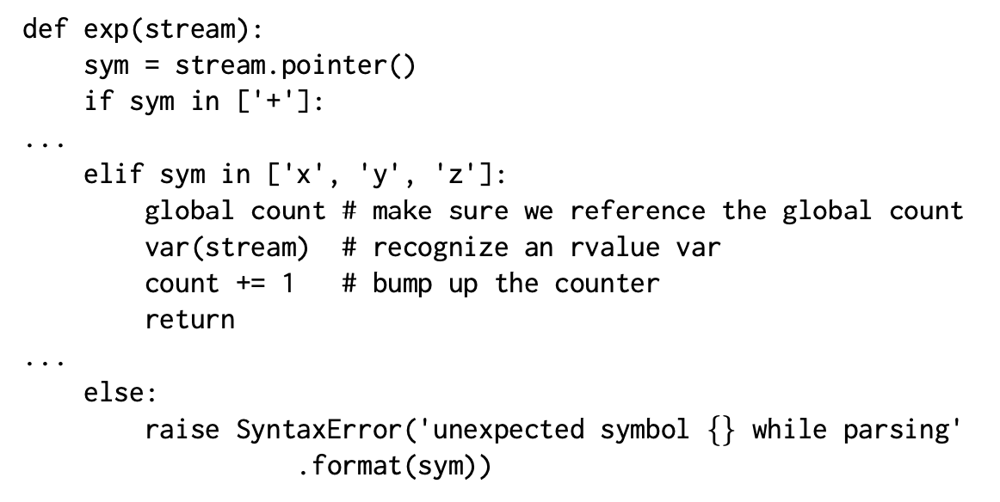 def exp(stream):
    sym = stream.pointer()
    if sym in ['+']:
...
    elif sym in ['x', 'y', 'z']:
        global count # make sure we reference the global count
        var(stream)  # recognize an rvalue var
        count += 1   # bump up the counter
        return
...
    else:
        raise SyntaxError('unexpected symbol {} while parsing'
                  .format(sym))